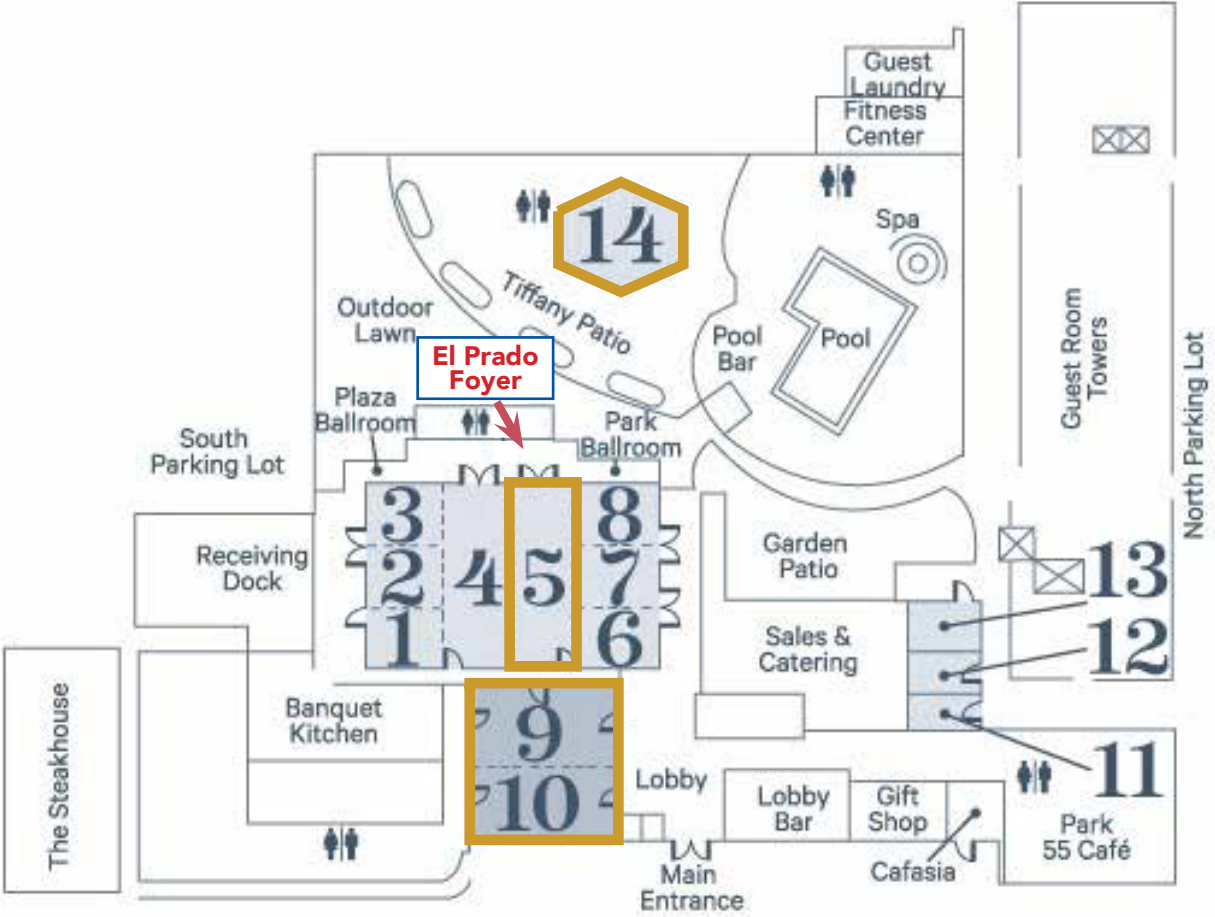 Guest
Laundry
Fitness
Center
14
Spa
Tiffany Patio
Outdoor
Lawn
Pool
Bar
Pool
Guest Room
Towers
North Parking Lot
El Prado
Foyer
Plaza
Ballroom
Park
Ballroom
South
Parking Lot
3
8
Receiving
Dock
2
4
5
7
Garden
Patio
13
1
6
Sales &
Catering
12
The Steakhouse
Banquet
Kitchen
9
10
Lobby
Lobby
Bar
Gift
Shop
11
Park
55 Café
Cafasia
Main
Entrance